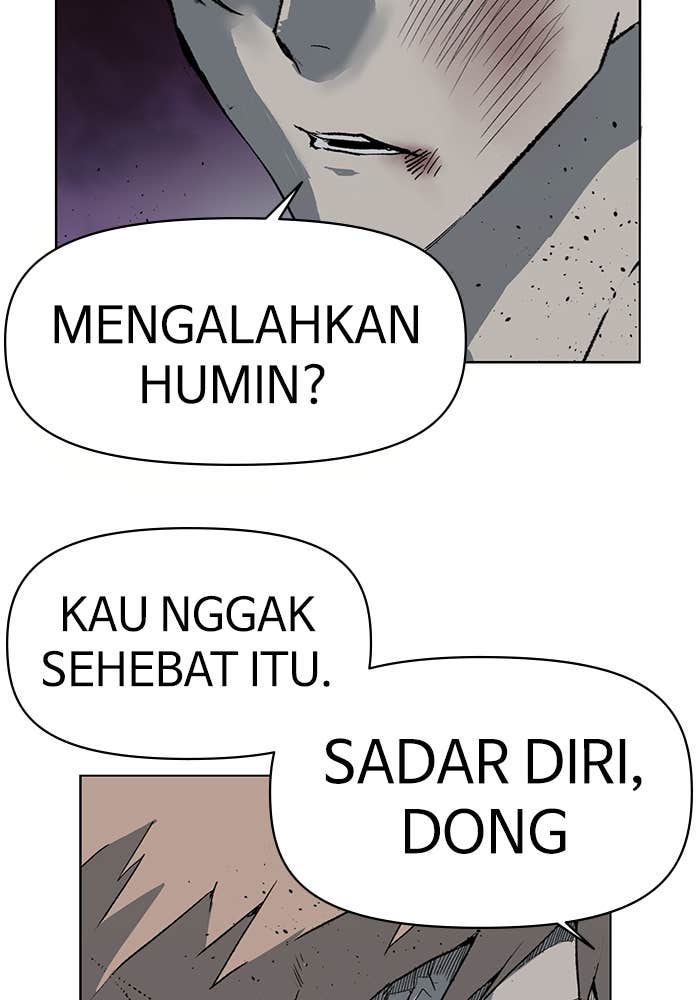 MENGALAHKAN
HUMIN?
KAU NGGAK
SEHEBAT ITU.
SADAR DIRI,
DONG